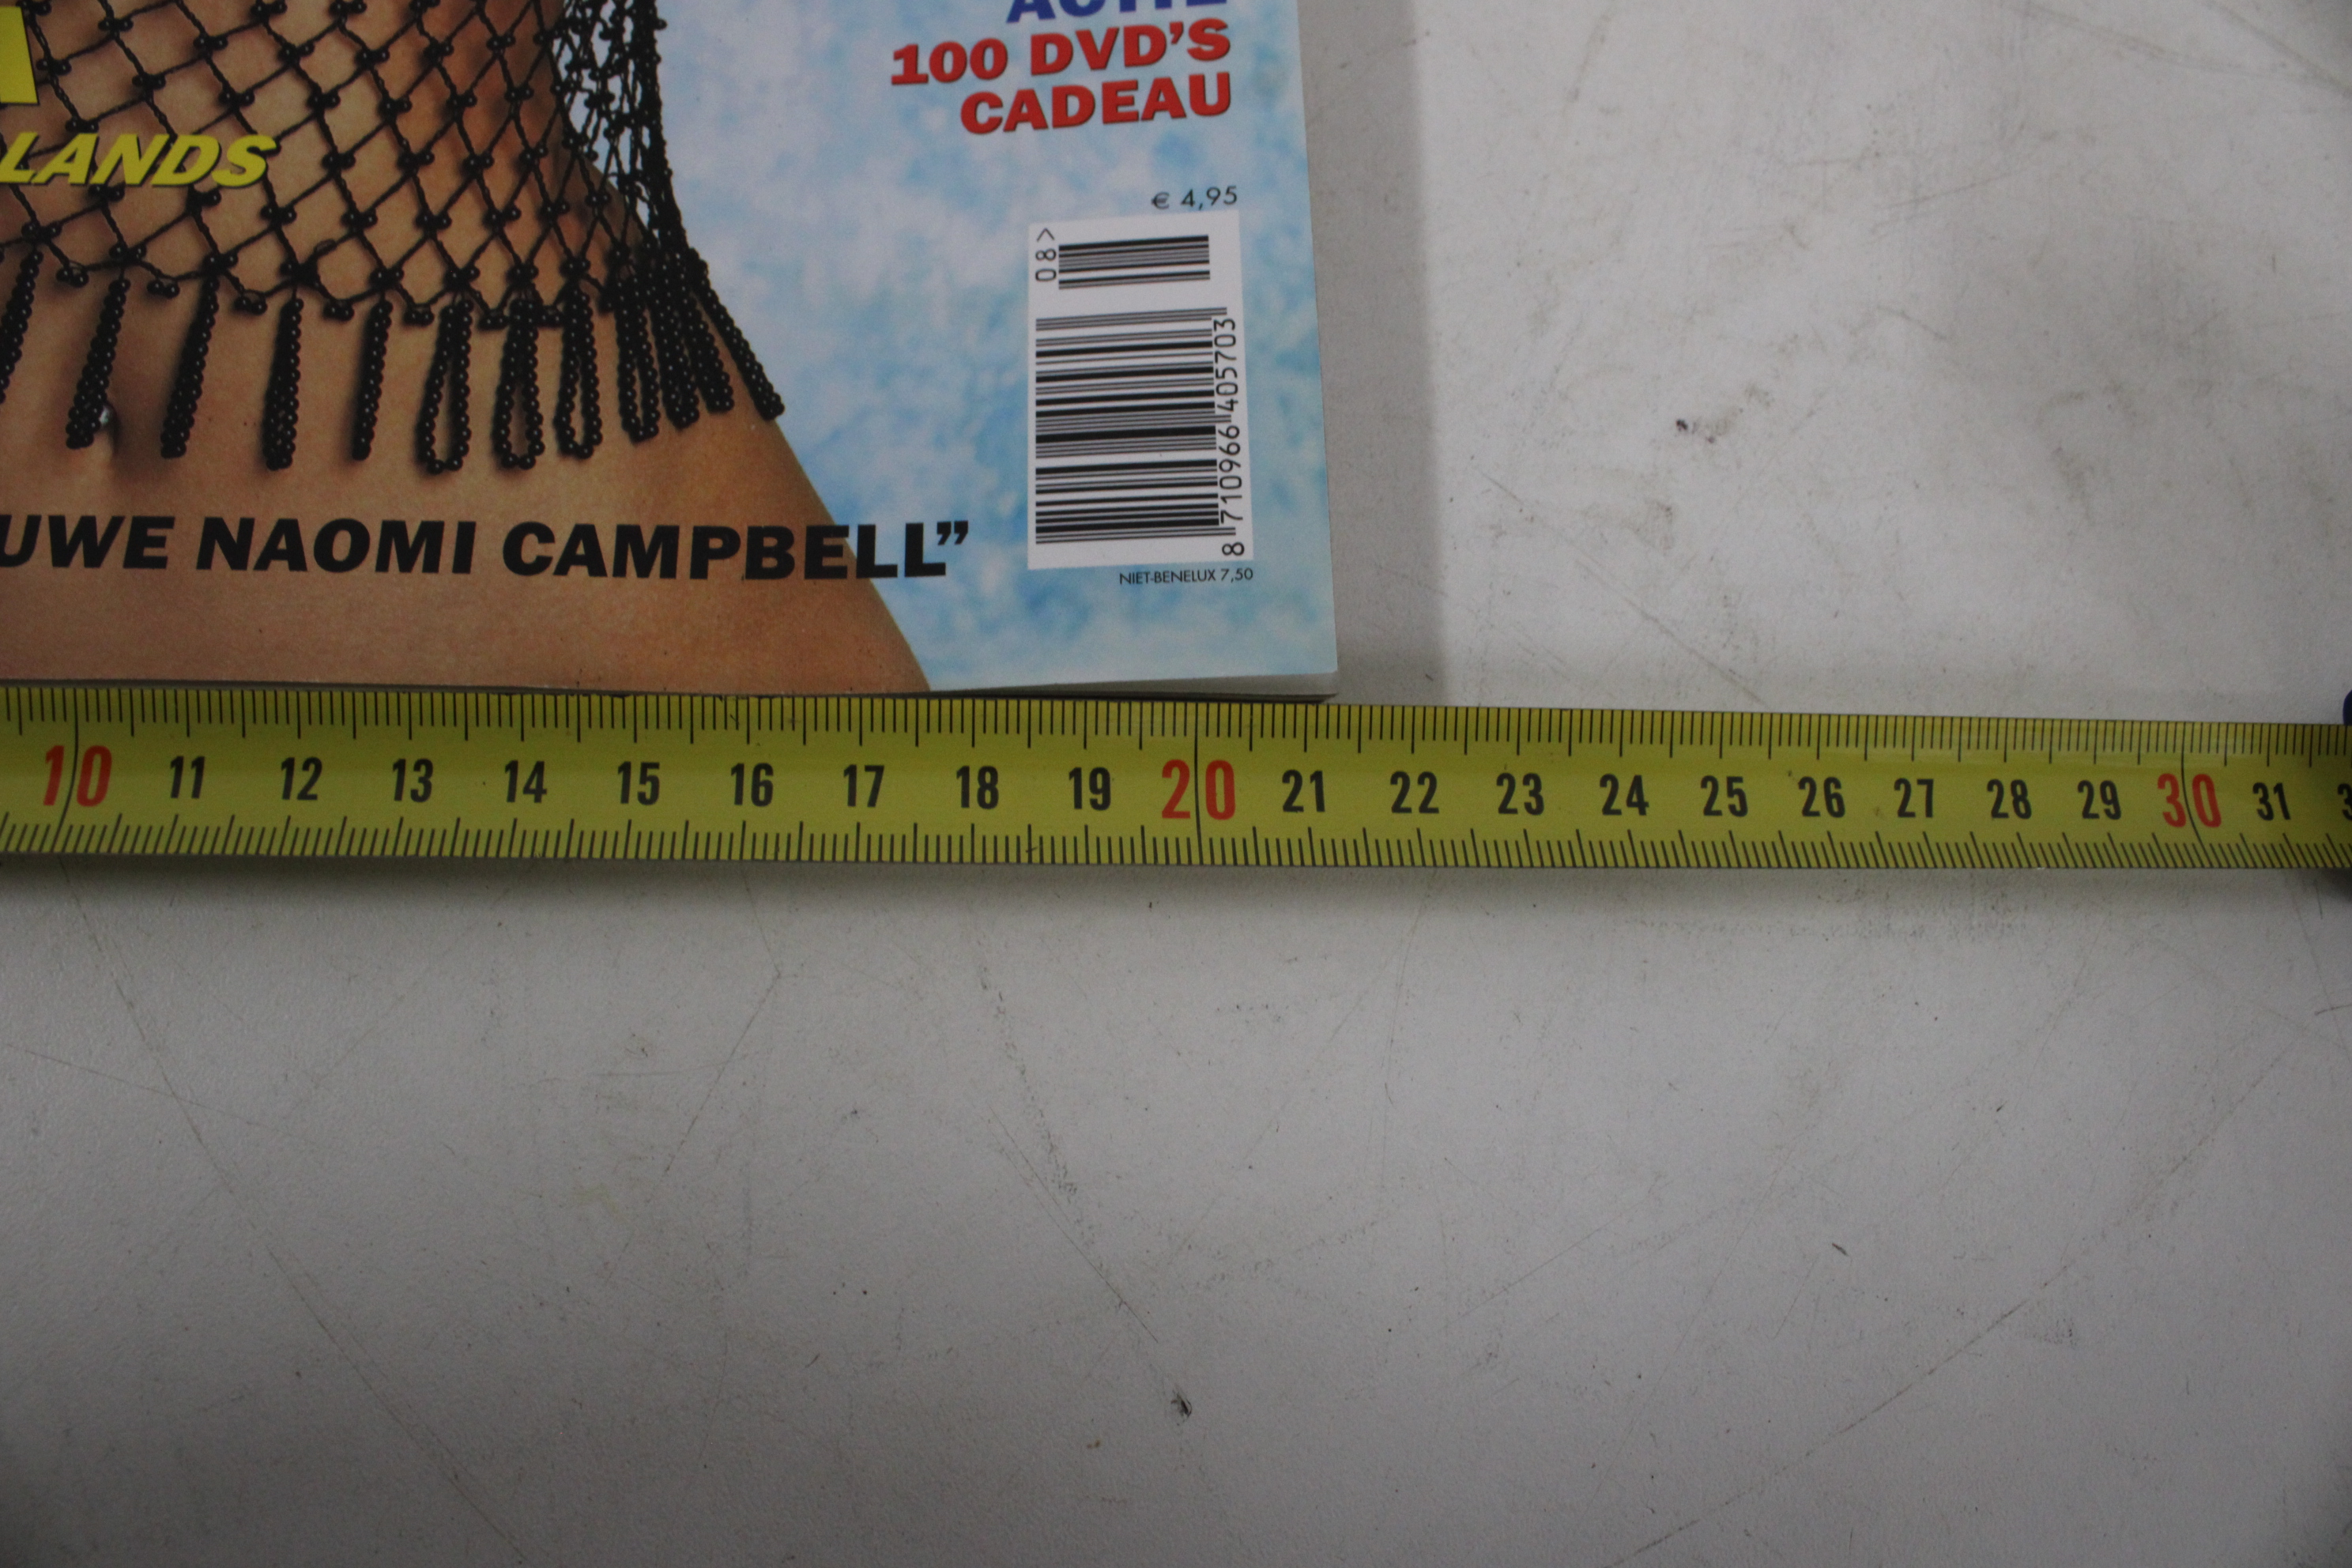 ACTIE
100 DVD'S
CADEAU
LANDS
€ 4,95
08>
8 710966 405703
UWE NAOMI CAMPBELL”
NIET-BENELUX 7,50
10 11 12 13 14 15 16 17 18 19 20 21 22 23 24 25 26 27 28 29 30 31